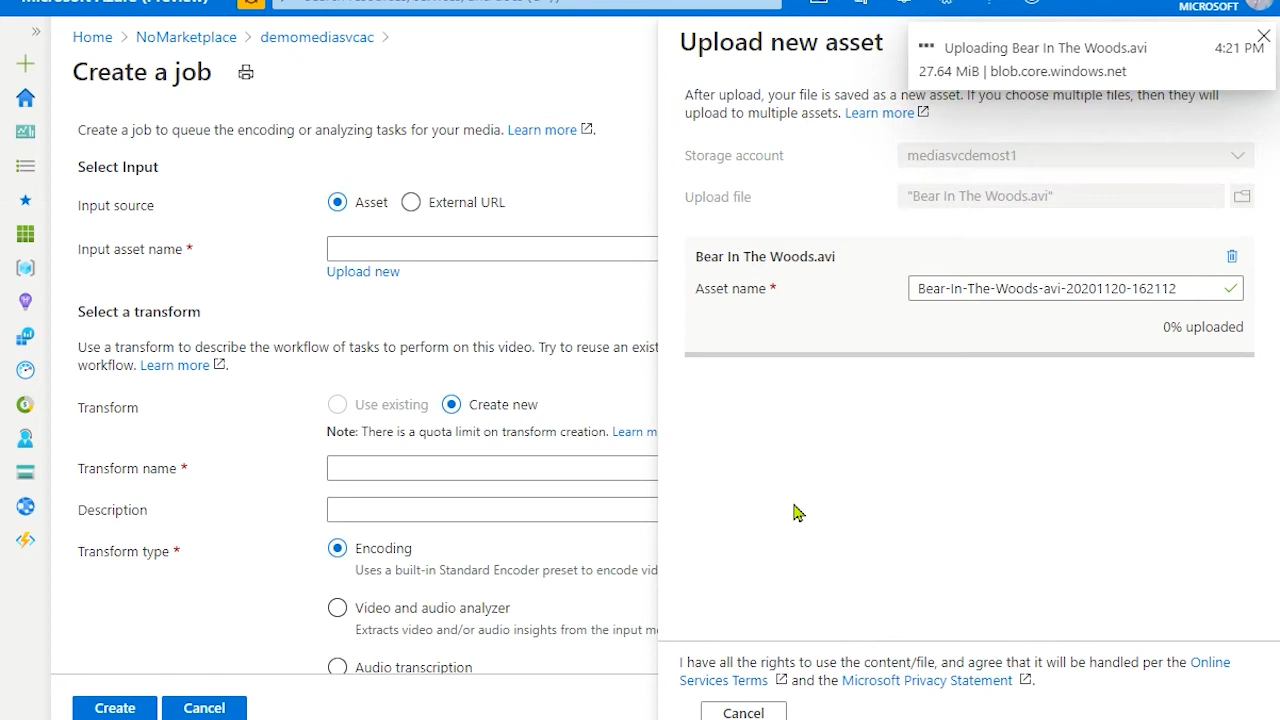 Microsoft Azure (Preview)
Search resources, services, and docs (G+/)
MICROSOFT
Home > NoMarketplace > demomediasvcac >
Create a job
Create a job to queue the encoding or analyzing tasks for your media. Learn more.
Select Input
Input source
Asset
External URL
Input asset name *
Upload new
Select a transform
Use a transform to describe the workflow of tasks to perform on this video. Try to reuse an exist
workflow. Learn more.
Transform
Use existing
Create new
Note: There is a quota limit on transform creation. Learn m
Transform name *
Description
Transform type *
Encoding
Uses a built-in Standard Encoder preset to encode vid
Video and audio analyzer
Extracts video and/or audio insights from the input me
Audio transcription
Create
Cancel
Upload new asset
Uploading Bear In The Woods.avi
4:21 PM
27.64 MiB | blob.core.windows.net
After upload, your file is saved as a new asset. If you choose multiple files, then they will
upload to multiple assets. Learn more
Storage account
mediasvcdemost1
Upload file
"Bear In The Woods.avi"
Bear In The Woods.avi
Asset name *
Bear-In-The-Woods-avi-20201120-162112
0% uploaded
I have all the rights to use the content/file, and agree that it will be handled per the Online
Services Terms and the Microsoft Privacy Statement.
Cancel